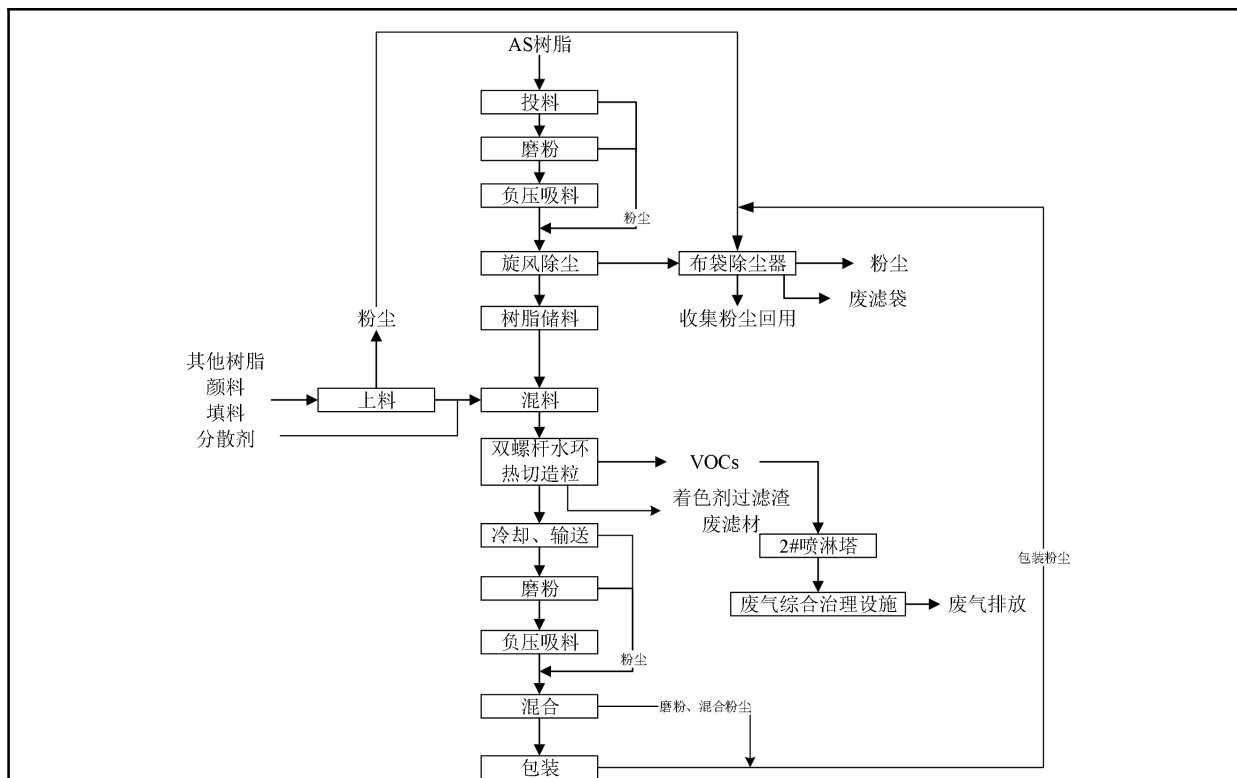 AS树脂
投料
磨粉
负压吸料
粉尘
旋风除尘
布袋除尘器
粉尘
废滤袋
收集粉尘回用
树脂储料
粉尘
其他树脂
颜料
填料
分散剂
上料
混料
双螺杆水环
热切造粒
VOCs
着色剂过滤渣
废滤材
冷却、输送
2#喷淋塔
包装粉尘
磨粉
废气综合治理设施
废气排放
负压吸料
粉尘
混合
磨粉、混合粉尘
包装